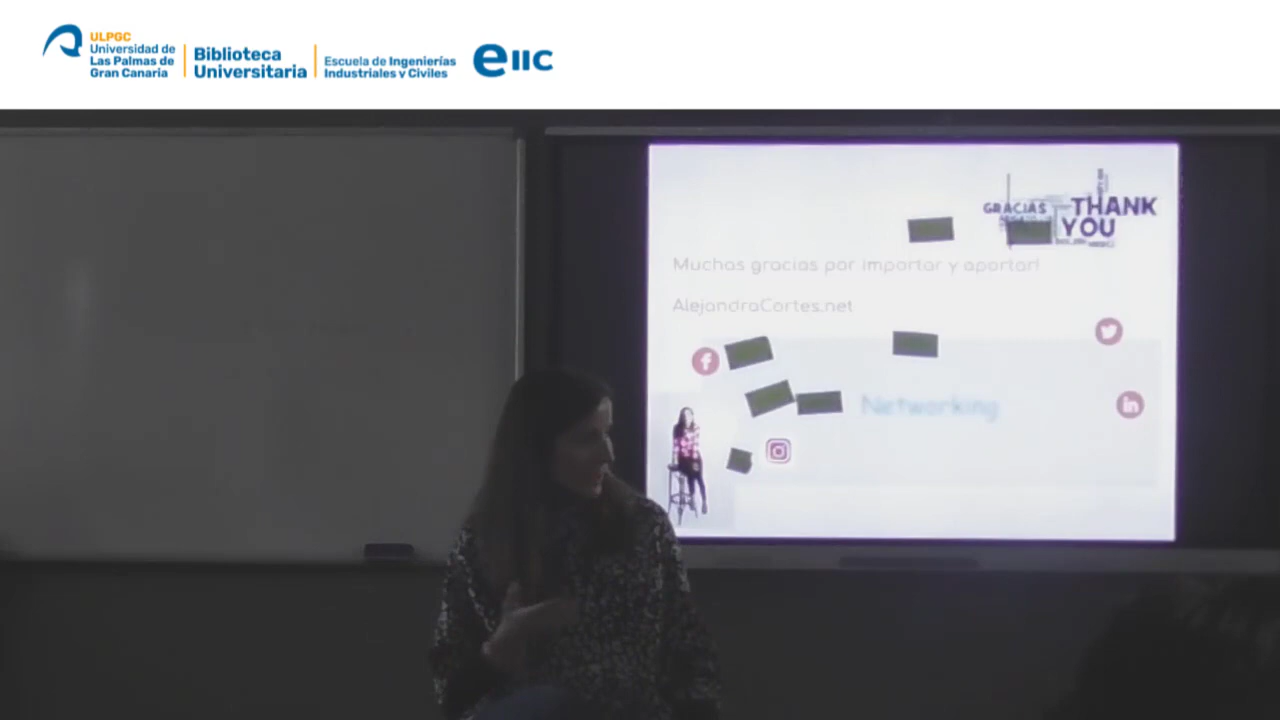 ULPGC
Universidad de
Las Palmas de
Gran Canaria
Biblioteca
Universitaria
Escuela de Ingenierías
Industriales y Civiles
eIIC
GRACIAS
THANK
YOU
Muchas gracias por importar y aportar!
AlejandraCortes.net
Networking